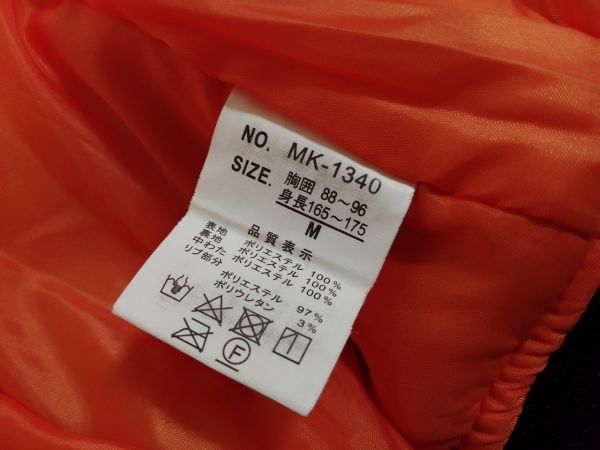 NO. MK-1340
SIZE. 胸囲 88～96
身長165～175
M
品質表示
表地 ポリエステル 100%
裏地 ポリエステル 100%
中わた ポリエステル 100%
リブ部分 ポリエステル 97%
ポリウレタン 3%
F